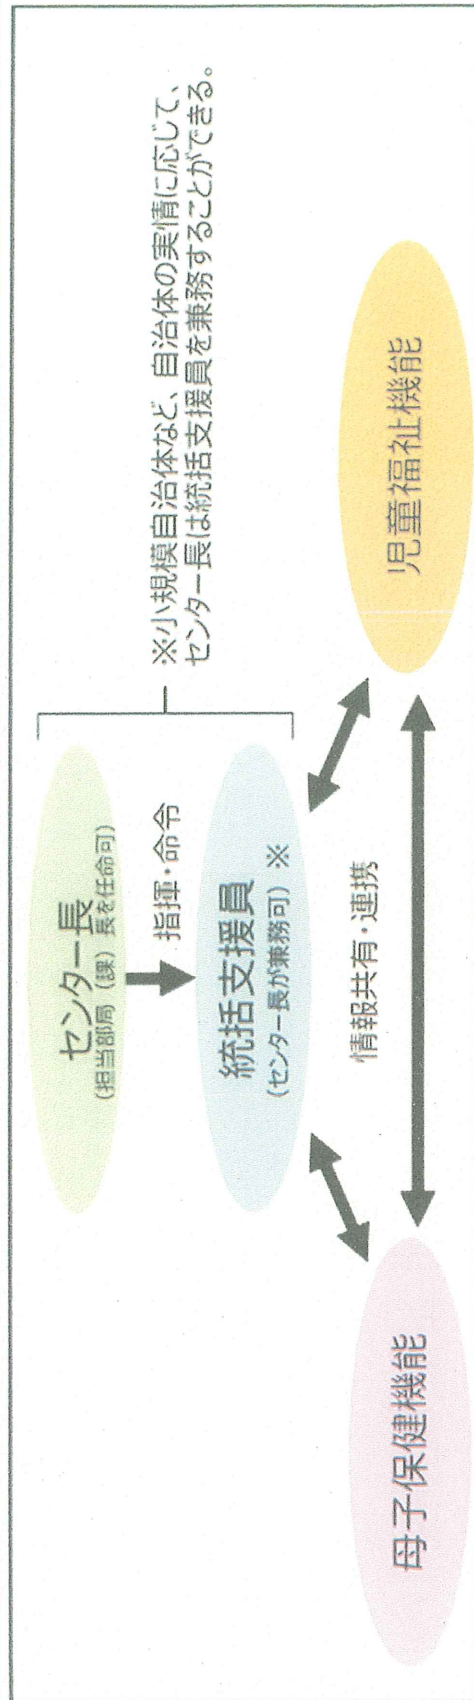 センター長
(担当部局（課）長を任命可)
指揮・命令
統括支援員
(センター長が兼務可) ※
※小規模自治体など、自治体の実情に応じて、
センター長は統括支援員を兼務することができる。
情報共有・連携
母子保健機能
児童福祉機能